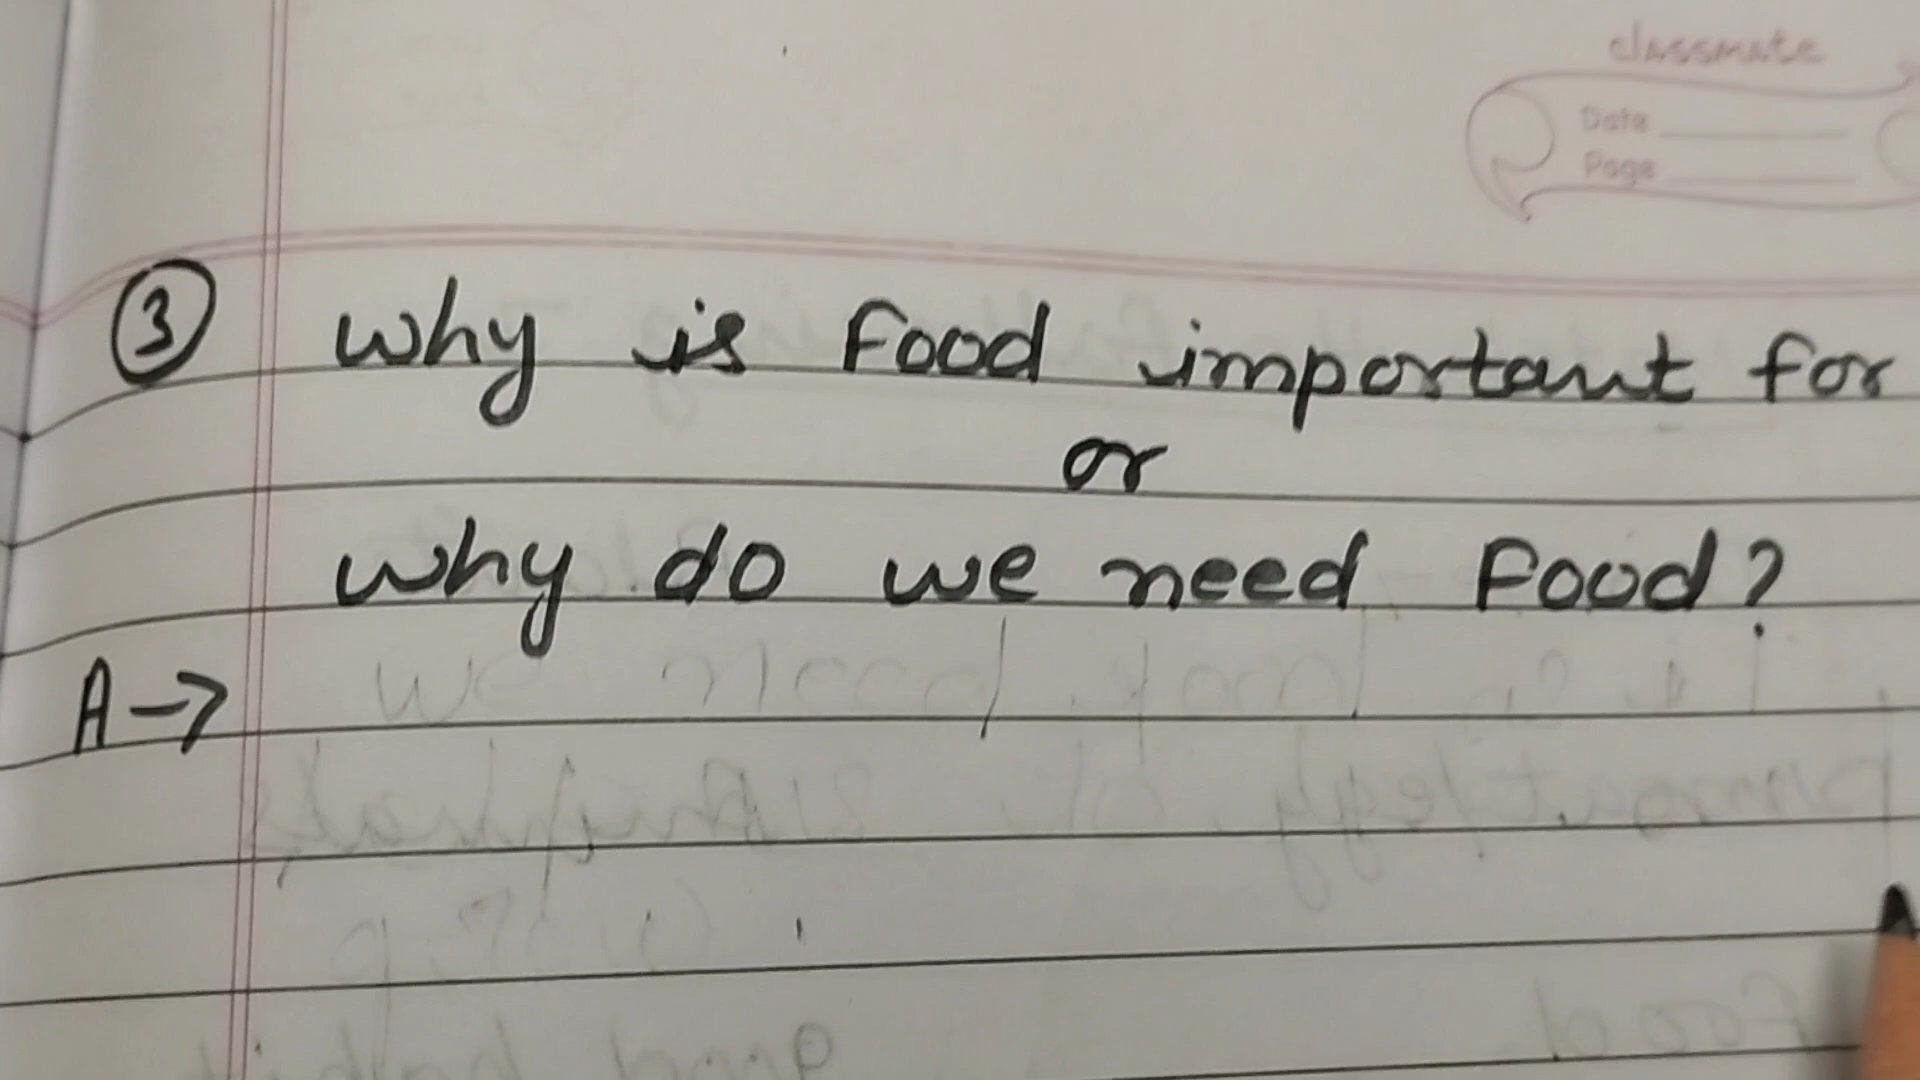 classmate
Date
Page
③ Why is Food important for
or
Why do we need Food?
A→